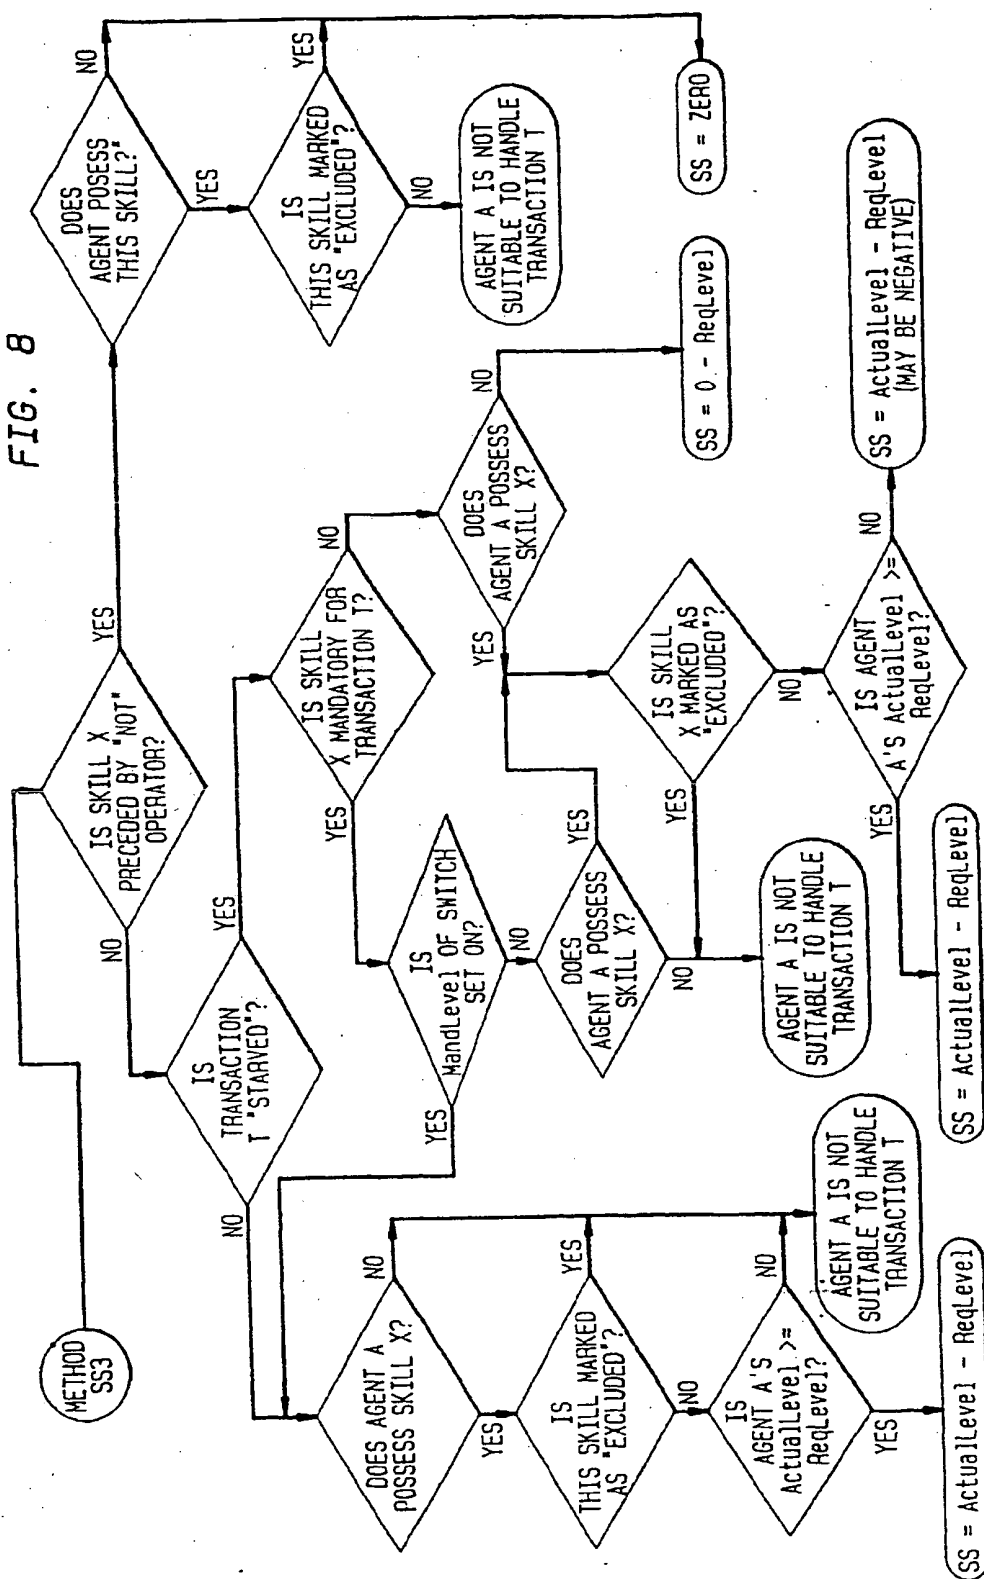 FIG. 8
METHOD
SS3
IS SKILL X
PRECEDED BY "NOT"
OPERATOR?
YES
NO
DOES
AGENT POSESS
THIS SKILL?"
NO
YES
IS
THIS SKILL MARKED
AS "EXCLUDED"?
YES
NO
AGENT A IS NOT
SUITABLE TO HANDLE
TRANSACTION T
SS = ZERO
IS
TRANSACTION
T "STARVED"?
YES
NO
IS SKILL
X MANDATORY FOR
TRANSACTION T?
NO
YES
DOES
AGENT A POSSESS
SKILL X?
NO
YES
SS = 0 - ReqLevel
IS
MandLevel OF SWITCH
SET ON?
YES
NO
DOES
AGENT A POSSESS
SKILL X?
YES
NO
IS SKILL
X MARKED AS
"EXCLUDED"?
YES
NO
AGENT A IS NOT
SUITABLE TO HANDLE
TRANSACTION T
IS AGENT
A'S ActualLevel >=
ReqLevel?
NO
YES
SS = ActualLevel - ReqLevel
(MAY BE NEGATIVE)
SS = ActualLevel - ReqLevel
DOES AGENT A
POSSESS SKILL X?
NO
YES
IS
THIS SKILL MARKED
AS "EXCLUDED"?
YES
NO
IS
AGENT A'S
ActualLevel >=
ReqLevel?
NO
YES
AGENT A IS NOT
SUITABLE TO HANDLE
TRANSACTION T
SS = ActualLevel - ReqLevel